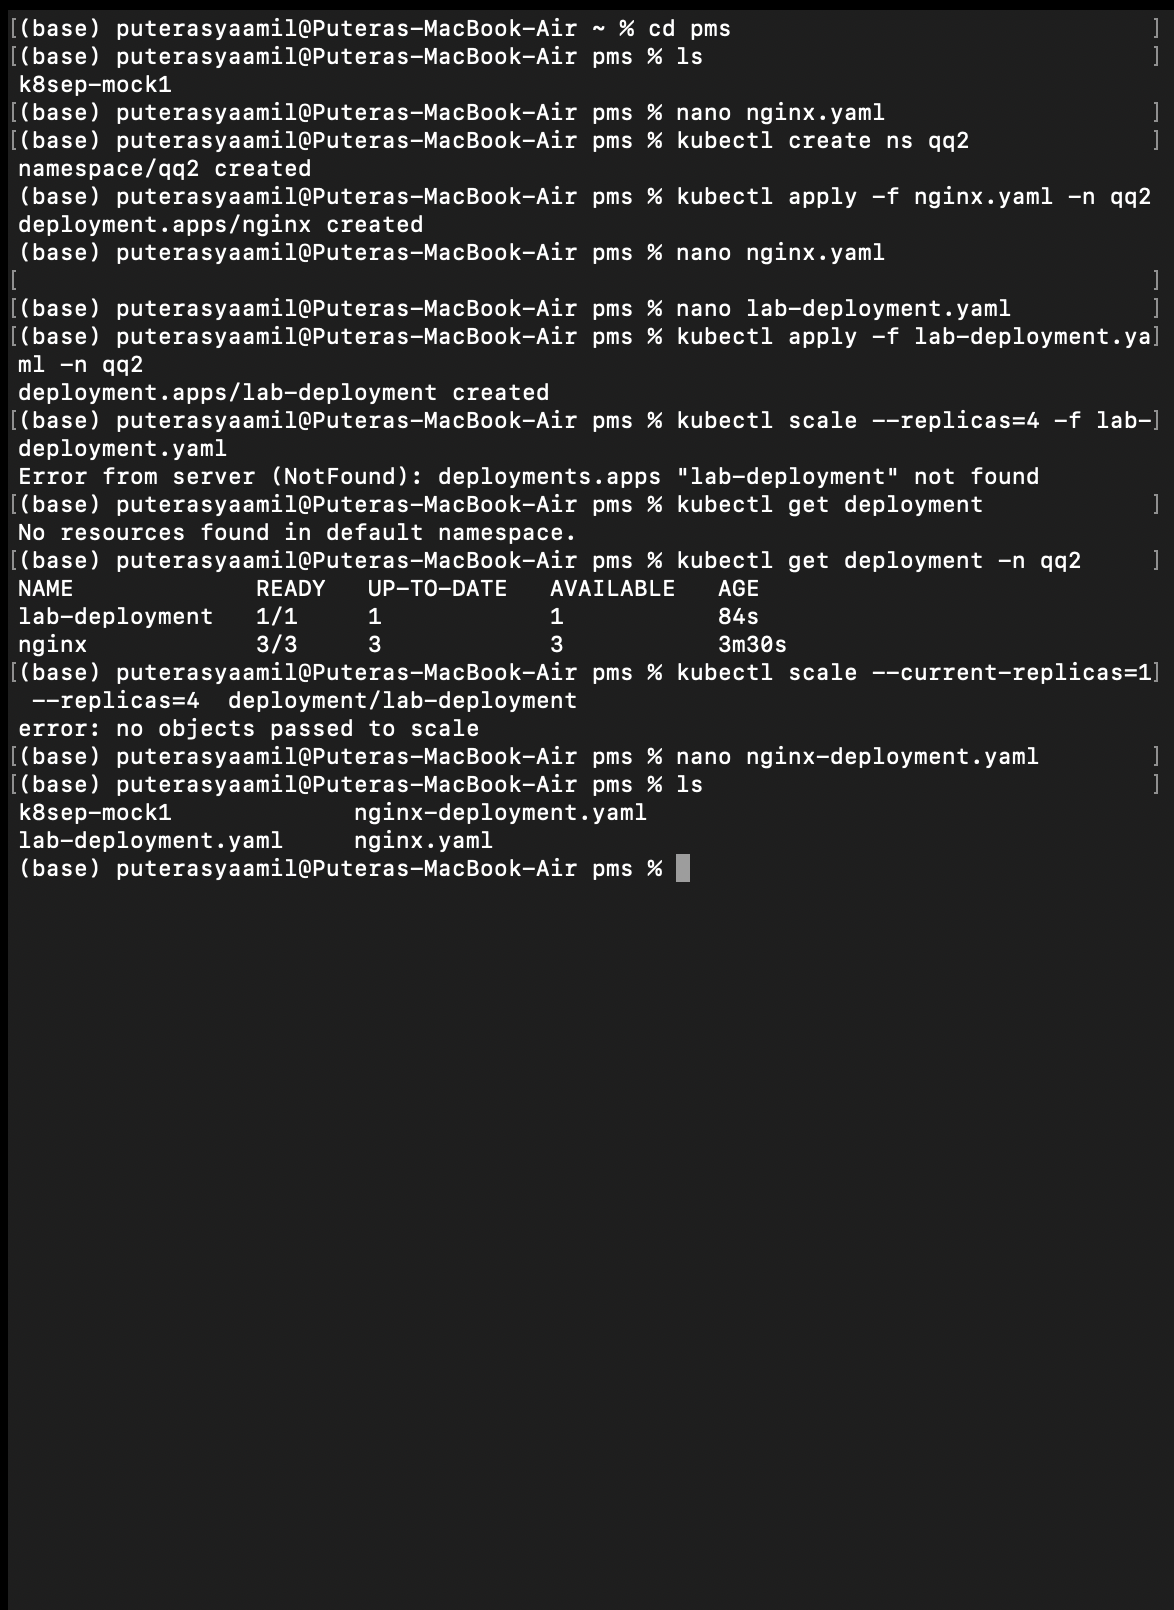 [(base) puterasyaamil@Puteras-MacBook-Air ~ % cd pms ]
[(base) puterasyaamil@Puteras-MacBook-Air pms % ls ]
k8sep-mock1
[(base) puterasyaamil@Puteras-MacBook-Air pms % nano nginx.yaml ]
[(base) puterasyaamil@Puteras-MacBook-Air pms % kubectl create ns qq2 ]
namespace/qq2 created
(base) puterasyaamil@Puteras-MacBook-Air pms % kubectl apply -f nginx.yaml -n qq2
deployment.apps/nginx created
(base) puterasyaamil@Puteras-MacBook-Air pms % nano nginx.yaml
[ ]
[(base) puterasyaamil@Puteras-MacBook-Air pms % nano lab-deployment.yaml ]
[(base) puterasyaamil@Puteras-MacBook-Air pms % kubectl apply -f lab-deployment.ya]
ml -n qq2
deployment.apps/lab-deployment created
[(base) puterasyaamil@Puteras-MacBook-Air pms % kubectl scale --replicas=4 -f lab-]
deployment.yaml
Error from server (NotFound): deployments.apps "lab-deployment" not found
[(base) puterasyaamil@Puteras-MacBook-Air pms % kubectl get deployment ]
No resources found in default namespace.
[(base) puterasyaamil@Puteras-MacBook-Air pms % kubectl get deployment -n qq2 ]
NAME READY UP-TO-DATE AVAILABLE AGE
lab-deployment 1/1 1 1 84s
nginx 3/3 3 3 3m30s
[(base) puterasyaamil@Puteras-MacBook-Air pms % kubectl scale --current-replicas=1]
--replicas=4 deployment/lab-deployment
error: no objects passed to scale
[(base) puterasyaamil@Puteras-MacBook-Air pms % nano nginx-deployment.yaml ]
[(base) puterasyaamil@Puteras-MacBook-Air pms % ls ]
k8sep-mock1 nginx-deployment.yaml
lab-deployment.yaml nginx.yaml
(base) puterasyaamil@Puteras-MacBook-Air pms %